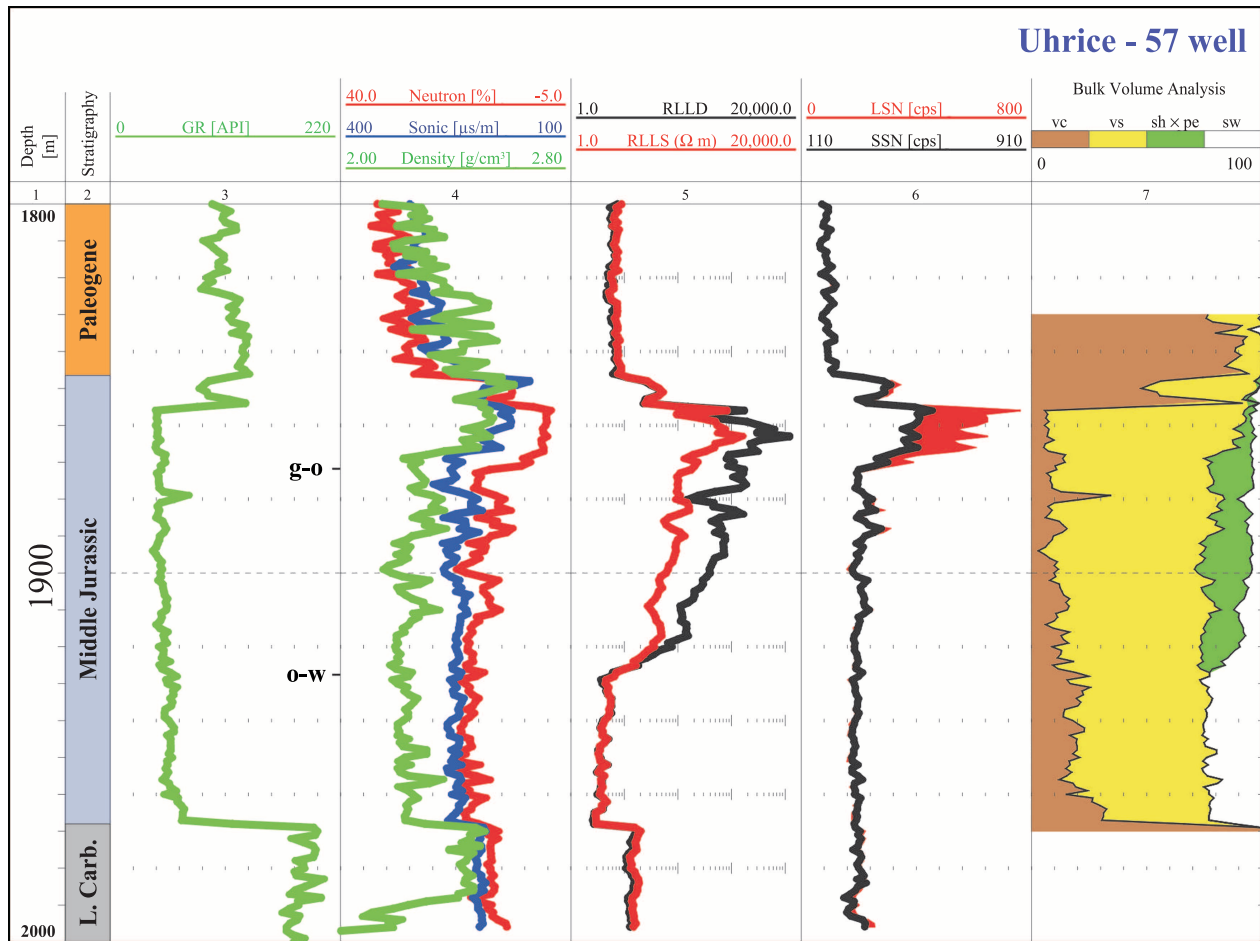 Uhrice - 57 well
Depth
[m]
Stratigraphy
0 GR [API] 220
40.0 Neutron [%] -5.0
400 Sonic [µs/m] 100
2.00 Density [g/cm³] 2.80
1.0 RLLD 20,000.0
1.0 RLLS (Ω m) 20,000.0
0 LSN [cps] 800
110 SSN [cps] 910
Bulk Volume Analysis
vc vs sh × pe sw
0 100
1 2 3 4 5 6 7
1800
Paleogene
g-o
1900
Middle Jurassic
o-w
L. Carb.
2000